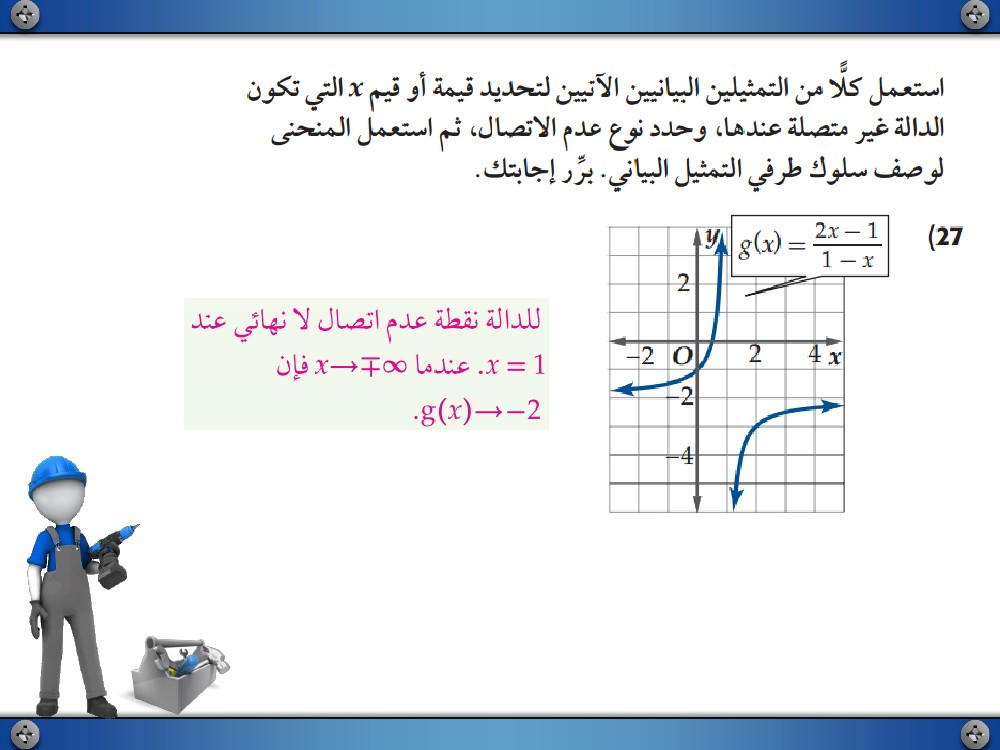 استعمل كلًّا من التمثيلين البيانيين الآتيين لتحديد قيمة أو قيم x التي تكون
الدالة غير متصلة عندها، وحدد نوع عدم الاتصال، ثم استعمل المنحنى
لوصف سلوك طرفي التمثيل البياني. برِّر إجابتك.
(27
g(x) = (2x − 1)/(1 − x)
y
2
−2 O 2 4 x
−2
−4
للدالة نقطة عدم اتصال لا نهائي عند
x = 1. عندما x→∓∞ فإن
g(x)→−2.